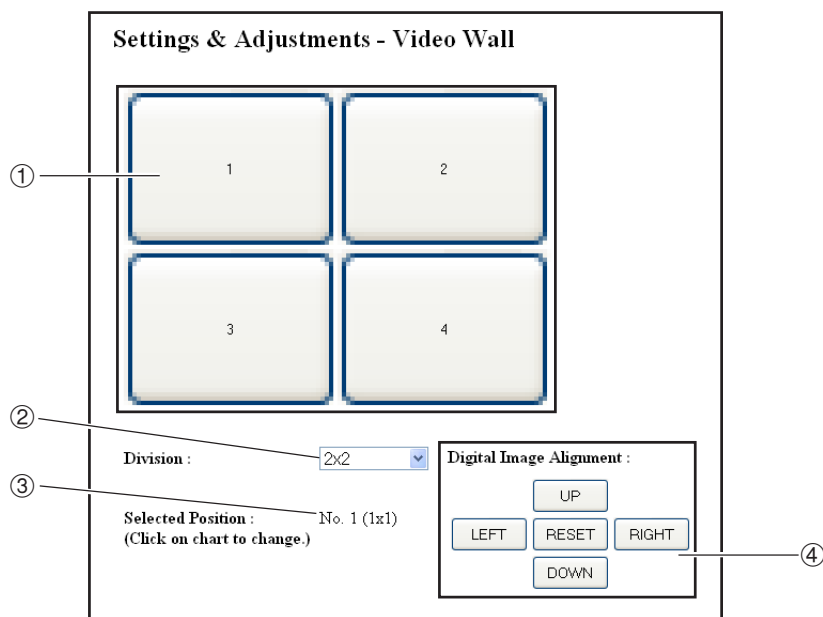 Settings & Adjustments - Video Wall
①
1
2
3
4
②
Division :
2x2
③
Selected Position :
No. 1 (1x1)
(Click on chart to change.)
Digital Image Alignment :
UP
LEFT
RESET
RIGHT
DOWN
④